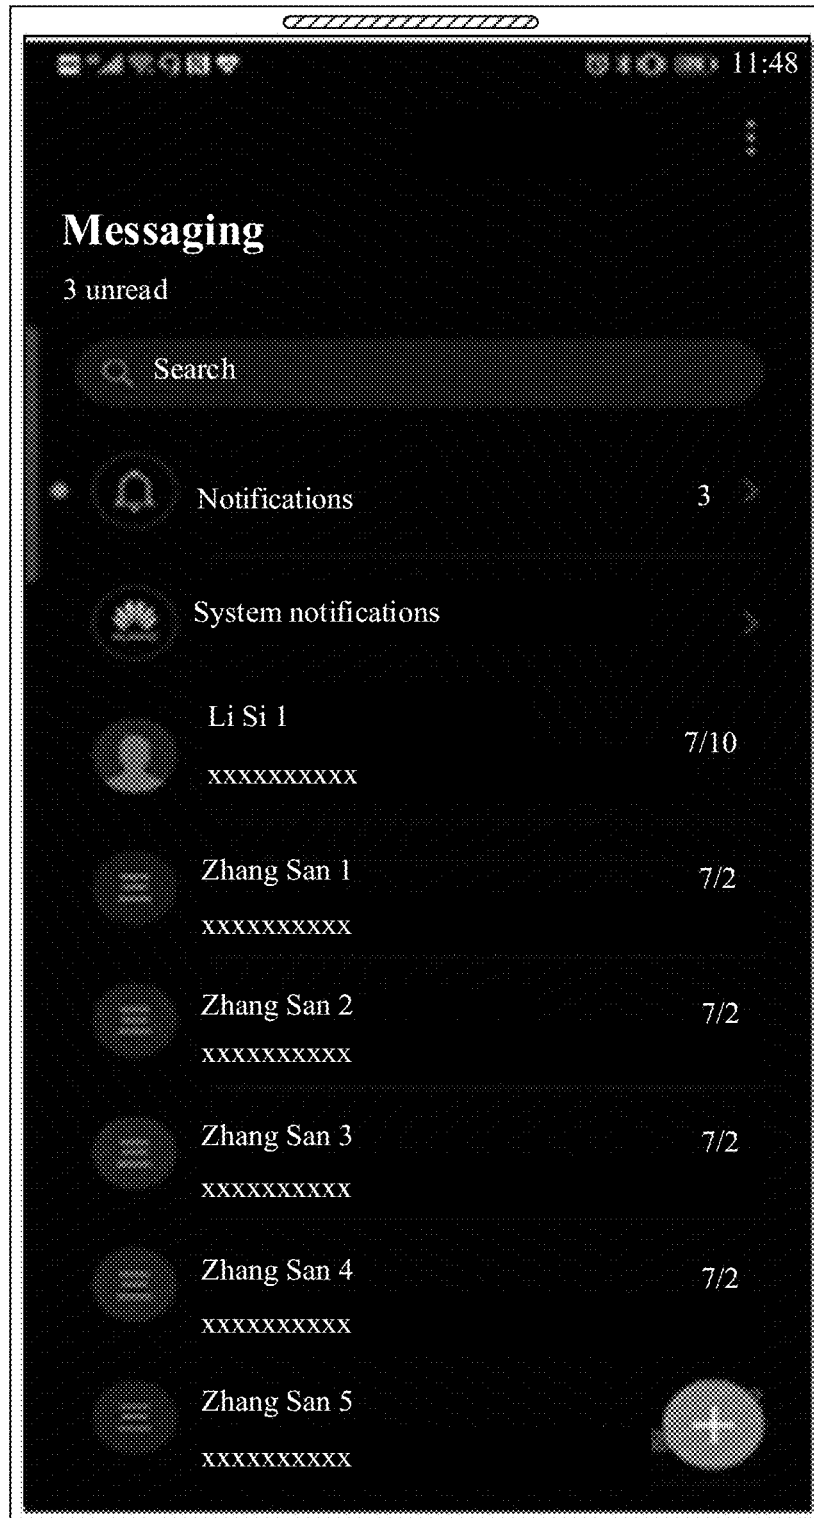 11:48
Messaging
3 unread
Search
Notifications 3
System notifications
Li Si 1
7/10
xxxxxxxxxx
Zhang San 1
7/2
xxxxxxxxxx
Zhang San 2
7/2
xxxxxxxxxx
Zhang San 3
7/2
xxxxxxxxxx
Zhang San 4
7/2
xxxxxxxxxx
Zhang San 5
xxxxxxxxxx